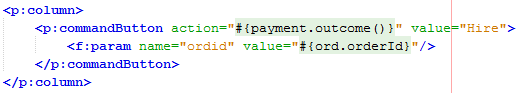 <p:column>
<p:commandButton action="#{payment.outcome()}" value="Hire">
<f:param name="ordid" value="#{ord.orderId}"/>
</p:commandButton>
</p:column>